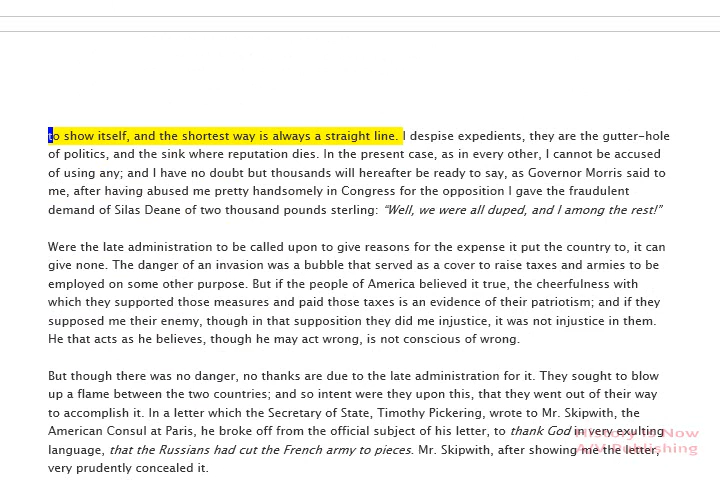 to show itself, and the shortest way is always a straight line. I despise expedients, they are the gutter-hole
of politics, and the sink where reputation dies. In the present case, as in every other, I cannot be accused
of using any; and I have no doubt but thousands will hereafter be ready to say, as Governor Morris said to
me, after having abused me pretty handsomely in Congress for the opposition I gave the fraudulent
demand of Silas Deane of two thousand pounds sterling: “Well, we were all duped, and I among the rest!”
Were the late administration to be called upon to give reasons for the expense it put the country to, it can
give none. The danger of an invasion was a bubble that served as a cover to raise taxes and armies to be
employed on some other purpose. But if the people of America believed it true, the cheerfulness with
which they supported those measures and paid those taxes is an evidence of their patriotism; and if they
supposed me their enemy, though in that supposition they did me injustice, it was not injustice in them.
He that acts as he believes, though he may act wrong, is not conscious of wrong.
But though there was no danger, no thanks are due to the late administration for it. They sought to blow
up a flame between the two countries; and so intent were they upon this, that they went out of their way
to accomplish it. In a letter which the Secretary of State, Timothy Pickering, wrote to Mr. Skipwith, the
American Consul at Paris, he broke off from the official subject of his letter, to thank God in very exulting
language, that the Russians had cut the French army to pieces. Mr. Skipwith, after showing me the letter,
very prudently concealed it.
History Is Now
A/V Publishing